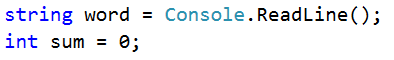 string word = Console.ReadLine();
int sum = 0;